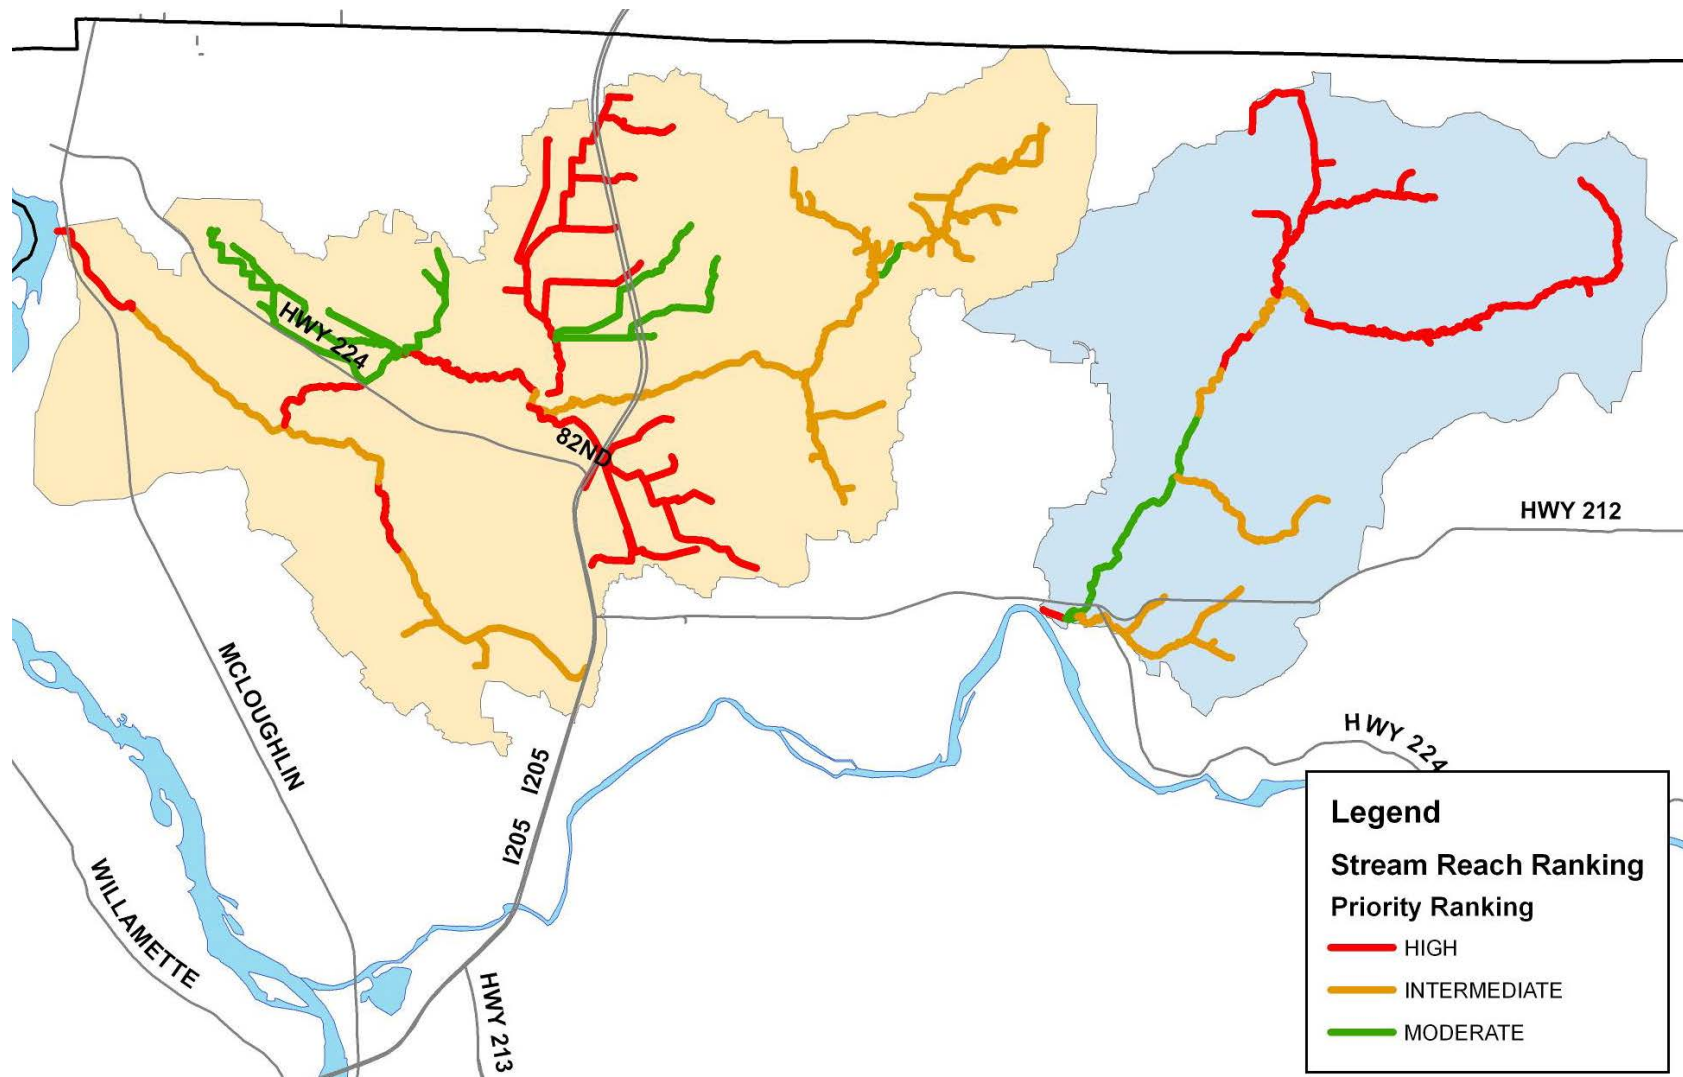 HWY 224
82ND
HWY 212
MCLOUGHLIN
HWY 224
I205
I205
WILLAMETTE
HWY 213
Legend
Stream Reach Ranking
Priority Ranking
HIGH
INTERMEDIATE
MODERATE